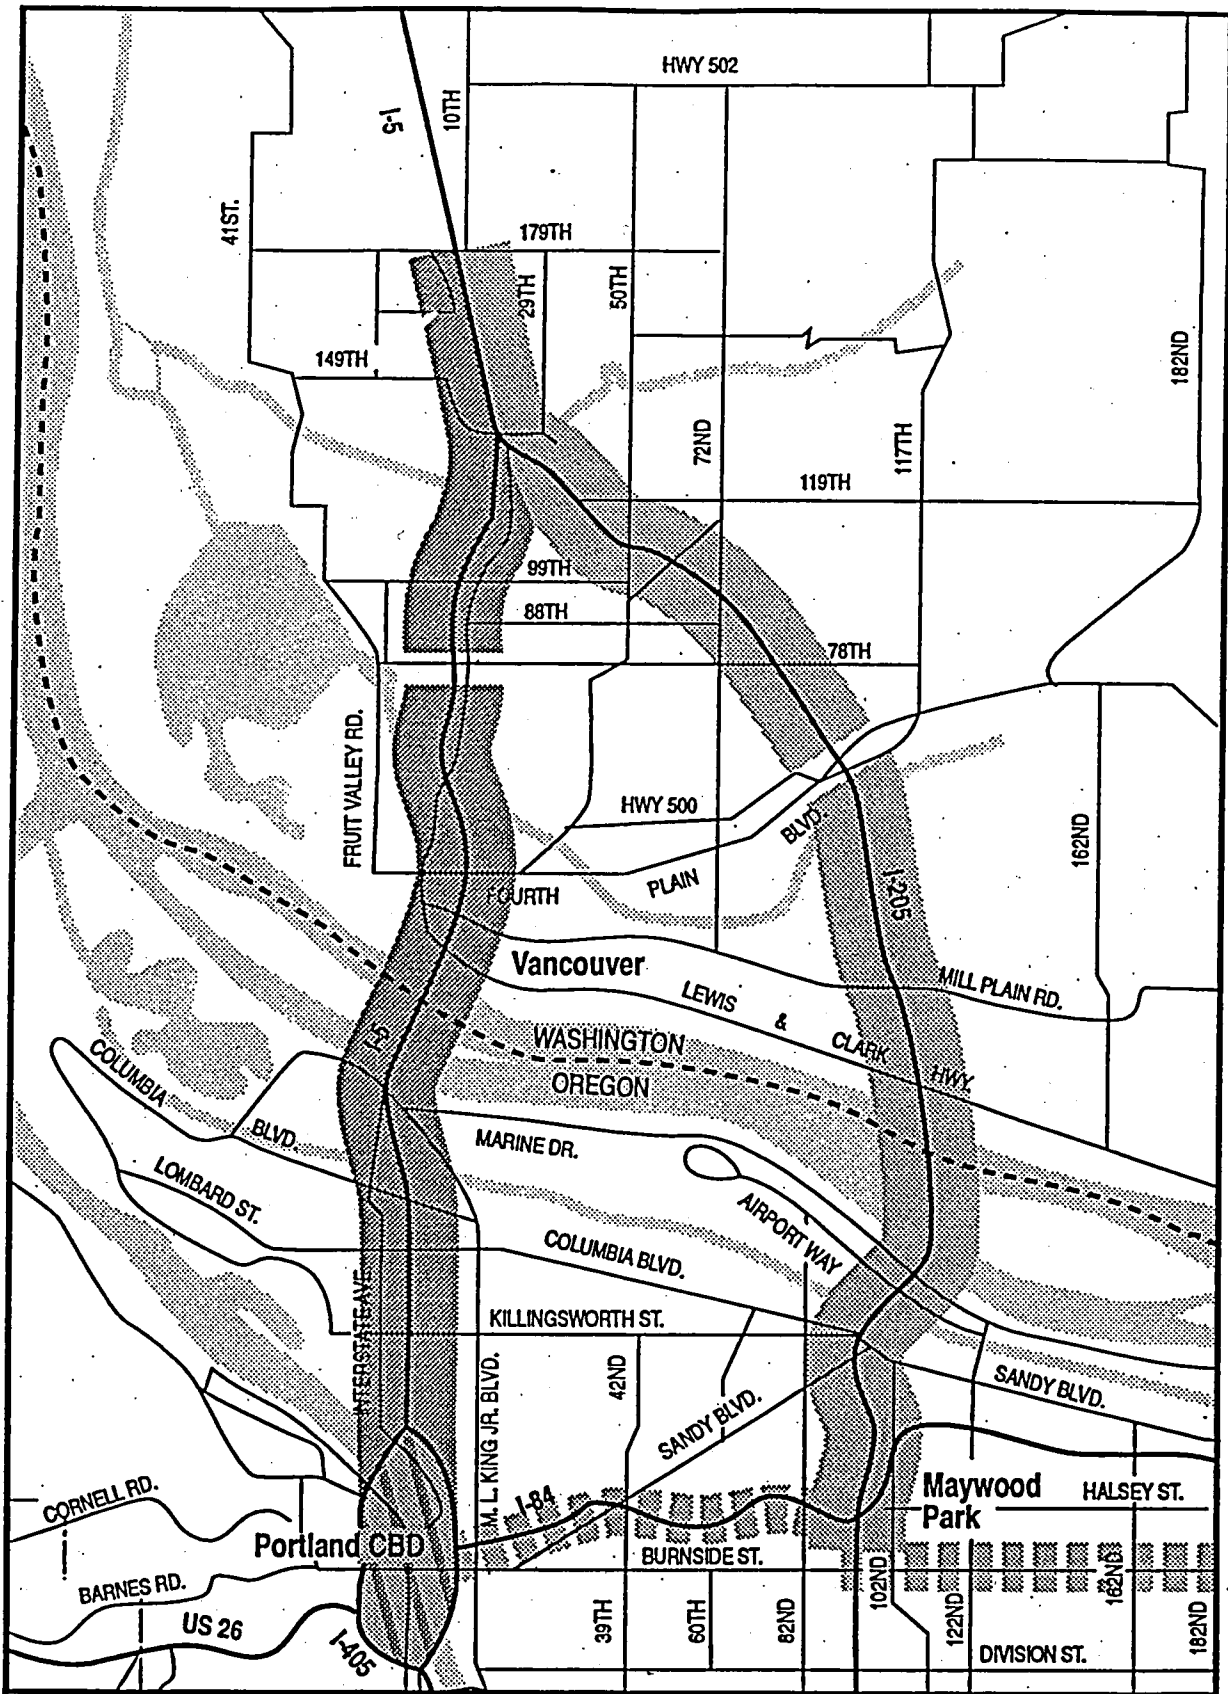 HWY 502
I-5
10TH
41ST.
179TH
29TH
50TH
149TH
182ND
72ND
117TH
119TH
99TH
88TH
78TH
FRUIT VALLEY RD.
HWY 500
BLVD.
162ND
PLAIN
FOURTH
I-205
Vancouver
MILL PLAIN RD.
LEWIS & CLARK HWY.
WASHINGTON
I-5
OREGON
COLUMBIA
BLVD.
MARINE DR.
LOMBARD ST.
AIRPORT WAY
COLUMBIA BLVD.
INTERSTATE AVE
KILLINGSWORTH ST.
M. L. KING JR. BLVD.
42ND
SANDY BLVD.
SANDY BLVD.
CORNELL RD.
I-84
Maywood
Park
HALSEY ST.
Portland CBD
BURNSIDE ST.
BARNES RD.
102ND
162ND
US 26
I-405
39TH
60TH
82ND
122ND
182ND
DIVISION ST.